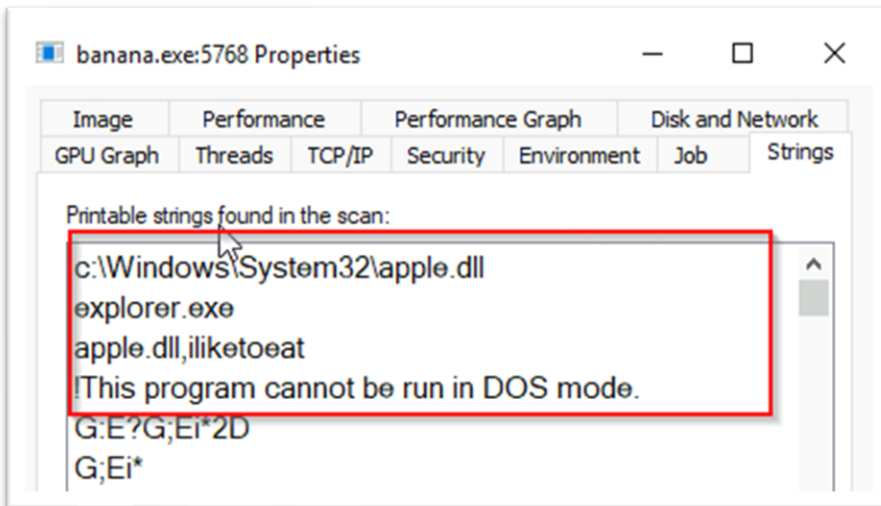 banana.exe:5768 Properties
Image Performance Performance Graph Disk and Network
GPU Graph Threads TCP/IP Security Environment Job Strings
Printable strings found in the scan:
c:\Windows\System32\apple.dll
explorer.exe
apple.dll,iliketoeat
!This program cannot be run in DOS mode.
G:E?G;Ei*2D
G;Ei*